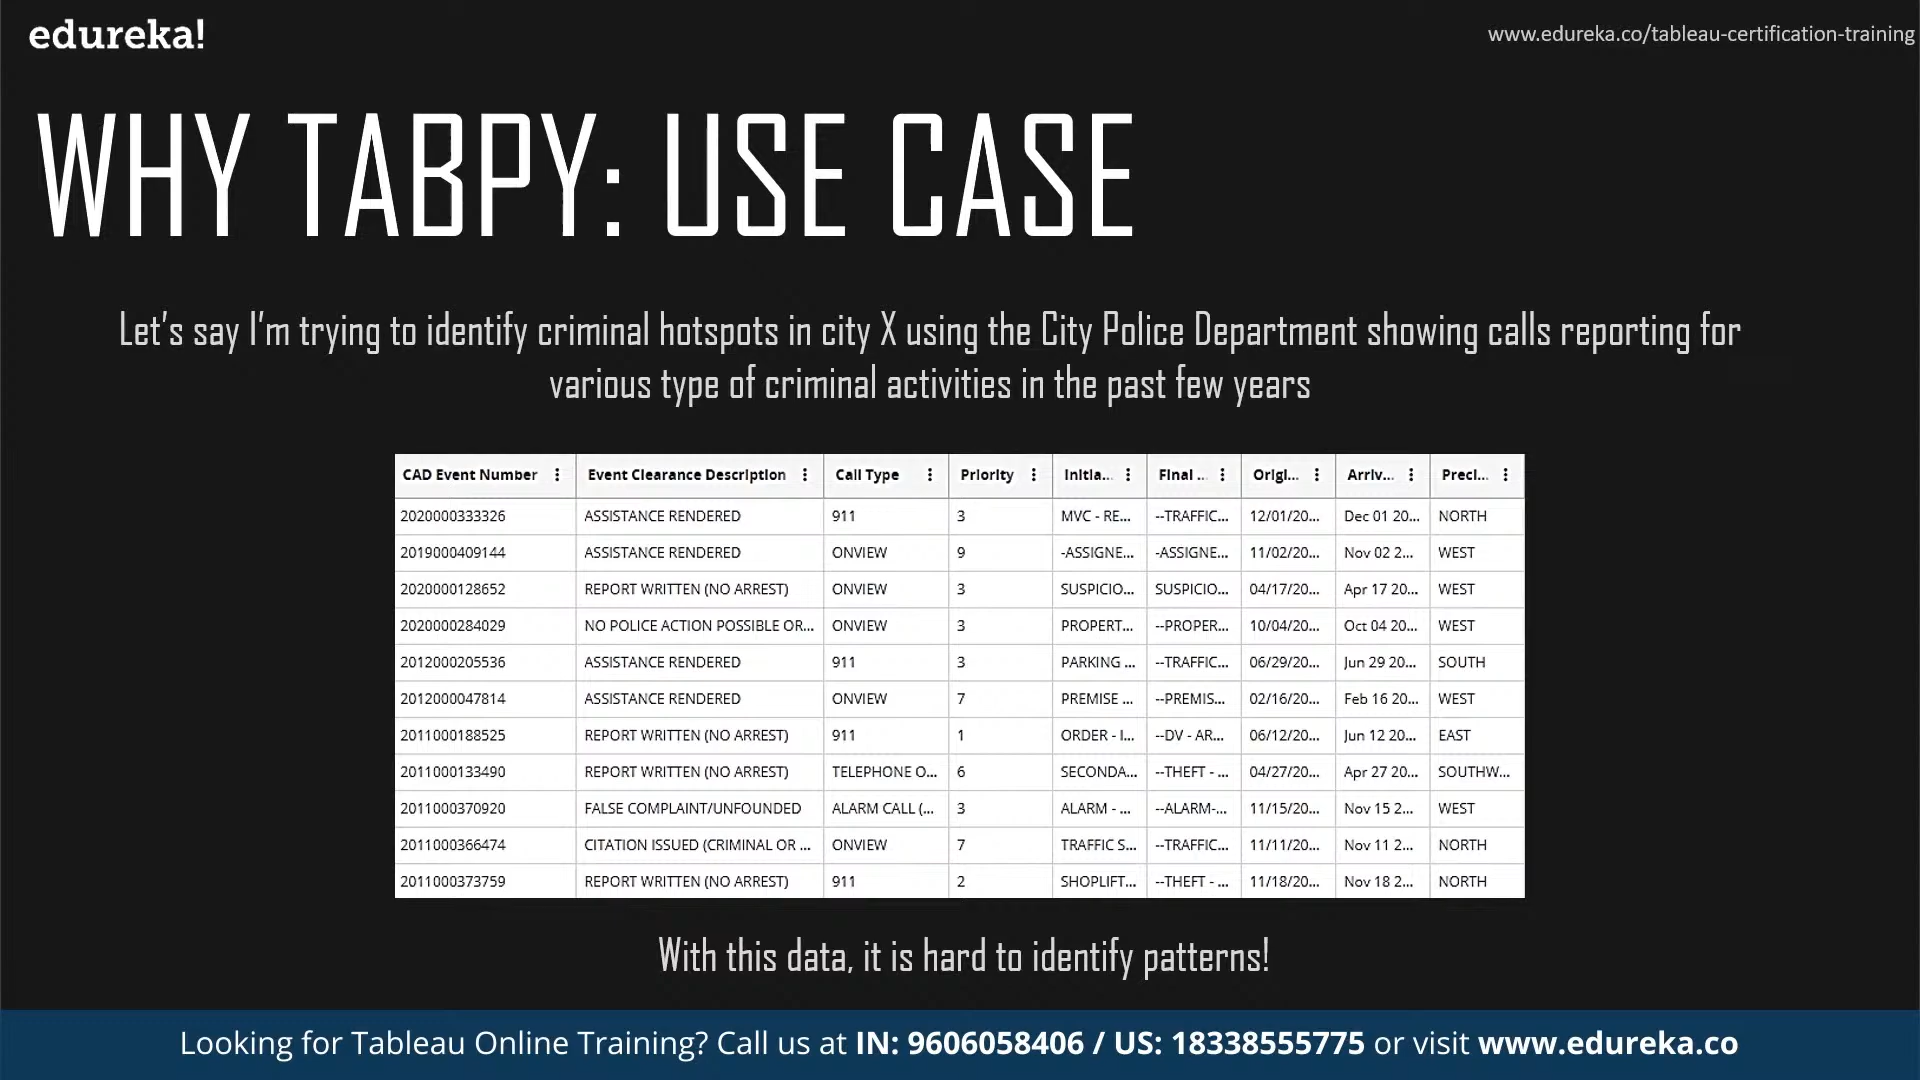 edureka!
www.edureka.co/tableau-certification-training
WHY TABPY: USE CASE
Let's say I'm trying to identify criminal hotspots in city X using the City Police Department showing calls reporting for
various type of criminal activities in the past few years
CAD Event Number Event Clearance Description Call Type Priority Initia... Final ... Origi... Arriv... Preci...
2020000333326 ASSISTANCE RENDERED 911 3 MVC - RE... --TRAFFIC... 12/01/20... Dec 01 20... NORTH
2019000409144 ASSISTANCE RENDERED ONVIEW 9 -ASSIGNE... -ASSIGNE... 11/02/20... Nov 02 2... WEST
2020000128652 REPORT WRITTEN (NO ARREST) ONVIEW 3 SUSPICIO... SUSPICIO... 04/17/20... Apr 17 20... WEST
2020000284029 NO POLICE ACTION POSSIBLE OR... ONVIEW 3 PROPERT... --PROPER... 10/04/20... Oct 04 20... WEST
2012000205536 ASSISTANCE RENDERED 911 3 PARKING ... --TRAFFIC... 06/29/20... Jun 29 20... SOUTH
2012000047814 ASSISTANCE RENDERED ONVIEW 7 PREMISE ... --PREMIS... 02/16/20... Feb 16 20... WEST
2011000188525 REPORT WRITTEN (NO ARREST) 911 1 ORDER - I... --DV - AR... 06/12/20... Jun 12 20... EAST
2011000133490 REPORT WRITTEN (NO ARREST) TELEPHONE O... 6 SECONDA... --THEFT - ... 04/27/20... Apr 27 20... SOUTHW...
2011000370920 FALSE COMPLAINT/UNFOUNDED ALARM CALL (... 3 ALARM - ... --ALARM-... 11/15/20... Nov 15 2... WEST
2011000366474 CITATION ISSUED (CRIMINAL OR ... ONVIEW 7 TRAFFIC S... --TRAFFIC... 11/11/20... Nov 11 2... NORTH
2011000373759 REPORT WRITTEN (NO ARREST) 911 2 SHOPLIFT... --THEFT - ... 11/18/20... Nov 18 2... NORTH
With this data, it is hard to identify patterns!
Looking for Tableau Online Training? Call us at IN: 9606058406 / US: 18338555775 or visit www.edureka.co